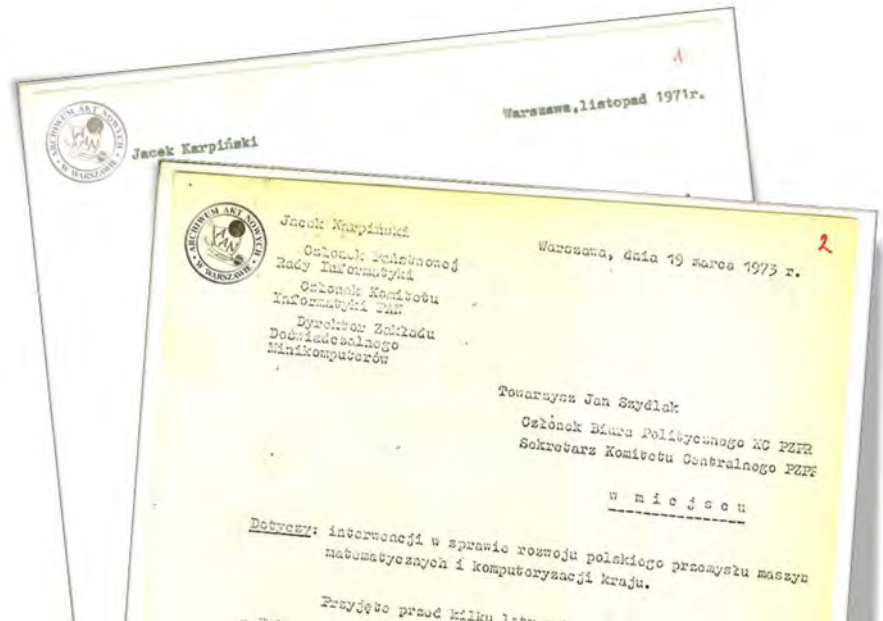 1
Warszawa,listopad 1971r.
ARCHIWUM AKT NOWYCH
W WARSZAWIE
Jacek Karpiński
2
ARCHIWUM AKT NOWYCH
AAN
W WARSZAWIE
Jacek Karpiński
Warszawa, dnia 19 marca 1973 r.
Członek Państwowej
Rady Informatyki
Członek Komitetu
Informatyki PAN
Dyrektor Zakładu
Doświadczalnego
Minikomputerów
Towarzysz Jan Szydlak
Członek Biura Politycznego KC PZPR
Sekretarz Komitetu Centralnego PZPR
w m i e j s c u
Dotyczy: interwencji w sprawie rozwoju polskiego przemysłu maszyn
matematycznych i komputeryzacji kraju.
Przyjęte przed kilku laty